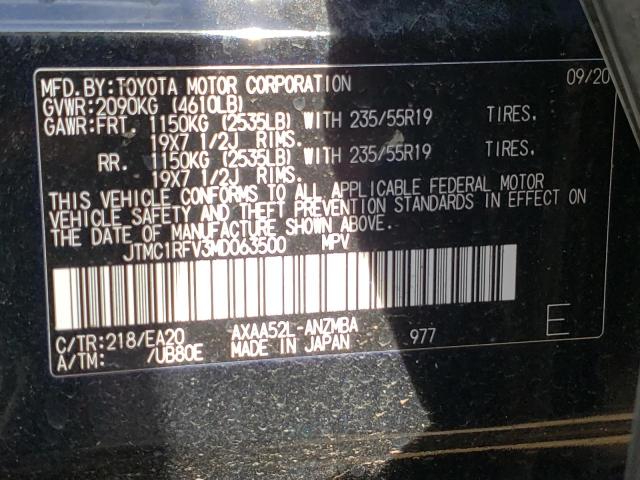 MFD. BY: TOYOTA MOTOR CORPORATION 09/20
GVWR: 2090KG (4610LB)
GAWR: FRT. 1150KG (2535LB) WITH 235/55R19 TIRES.
19X7 1/2J RIMS.
RR. 1150KG (2535LB) WITH 235/55R19 TIRES.
19X7 1/2J RIMS.
THIS VEHICLE CONFORMS TO ALL APPLICABLE FEDERAL MOTOR
VEHICLE SAFETY AND THEFT PREVENTION STANDARDS IN EFFECT ON
THE DATE OF MANUFACTURE SHOWN ABOVE.
JTMC1RFV3MD063500 MPV
C/TR: 218/EA20 AXAA52L-ANZMBA E
A/TM: /UB80E MADE IN JAPAN 977